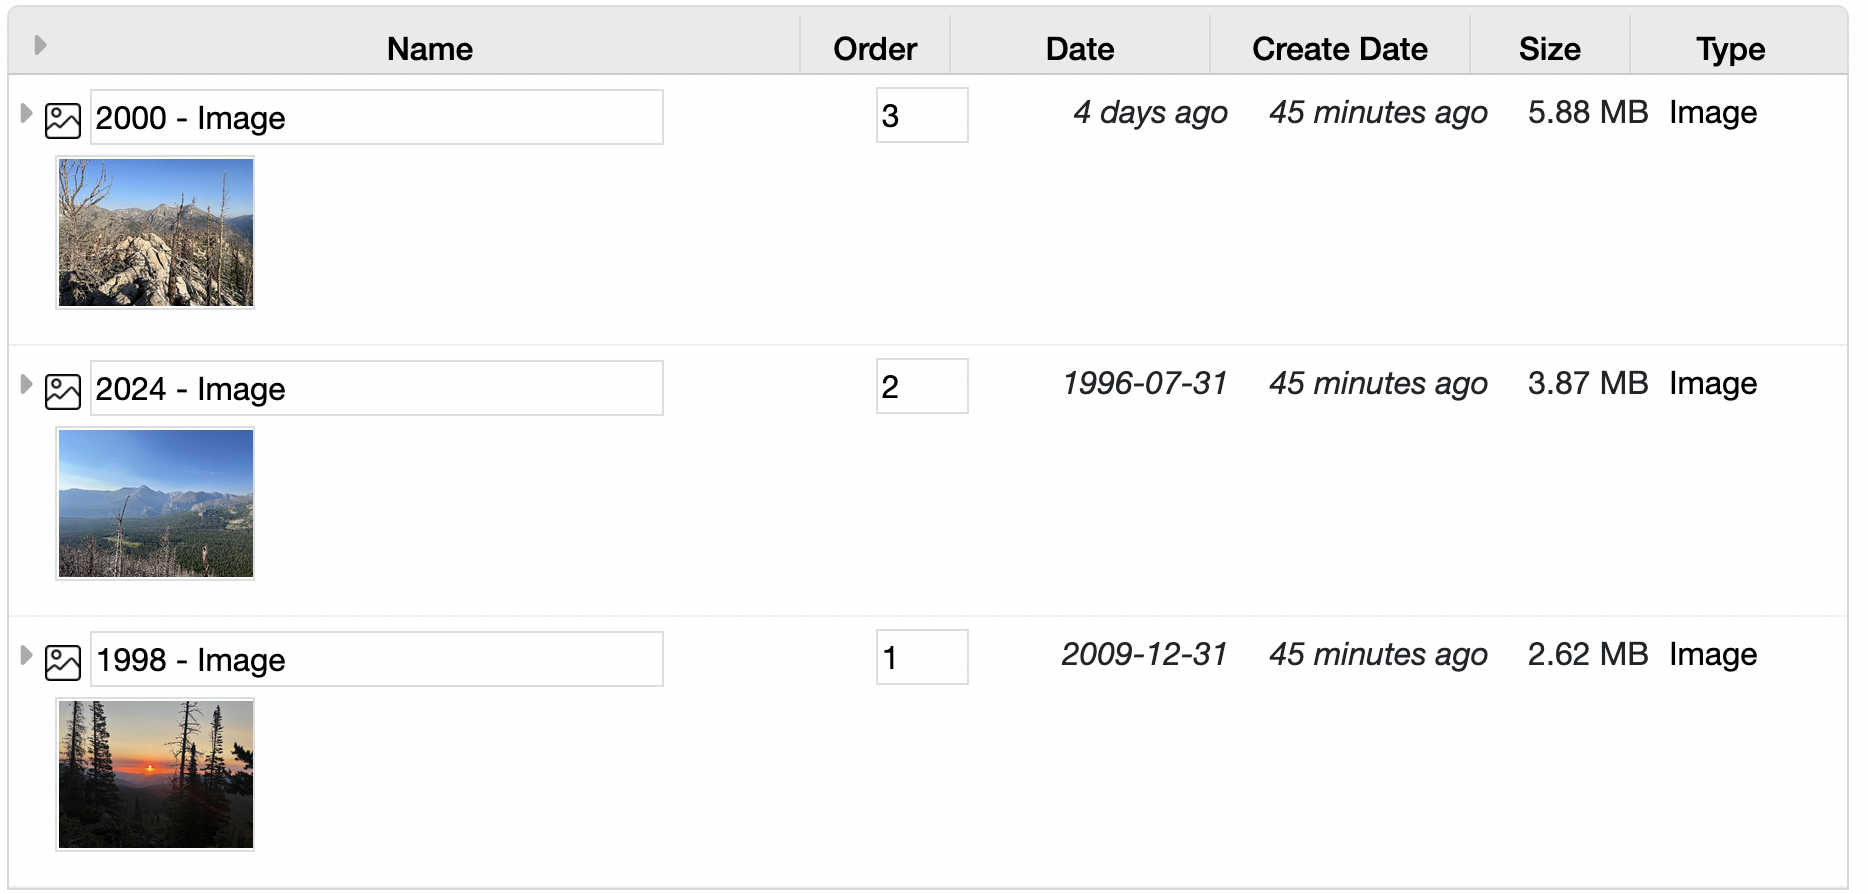 Name Order Date Create Date Size Type
2000 - Image 3 4 days ago 45 minutes ago 5.88 MB Image
2024 - Image 2 1996-07-31 45 minutes ago 3.87 MB Image
1998 - Image 1 2009-12-31 45 minutes ago 2.62 MB Image